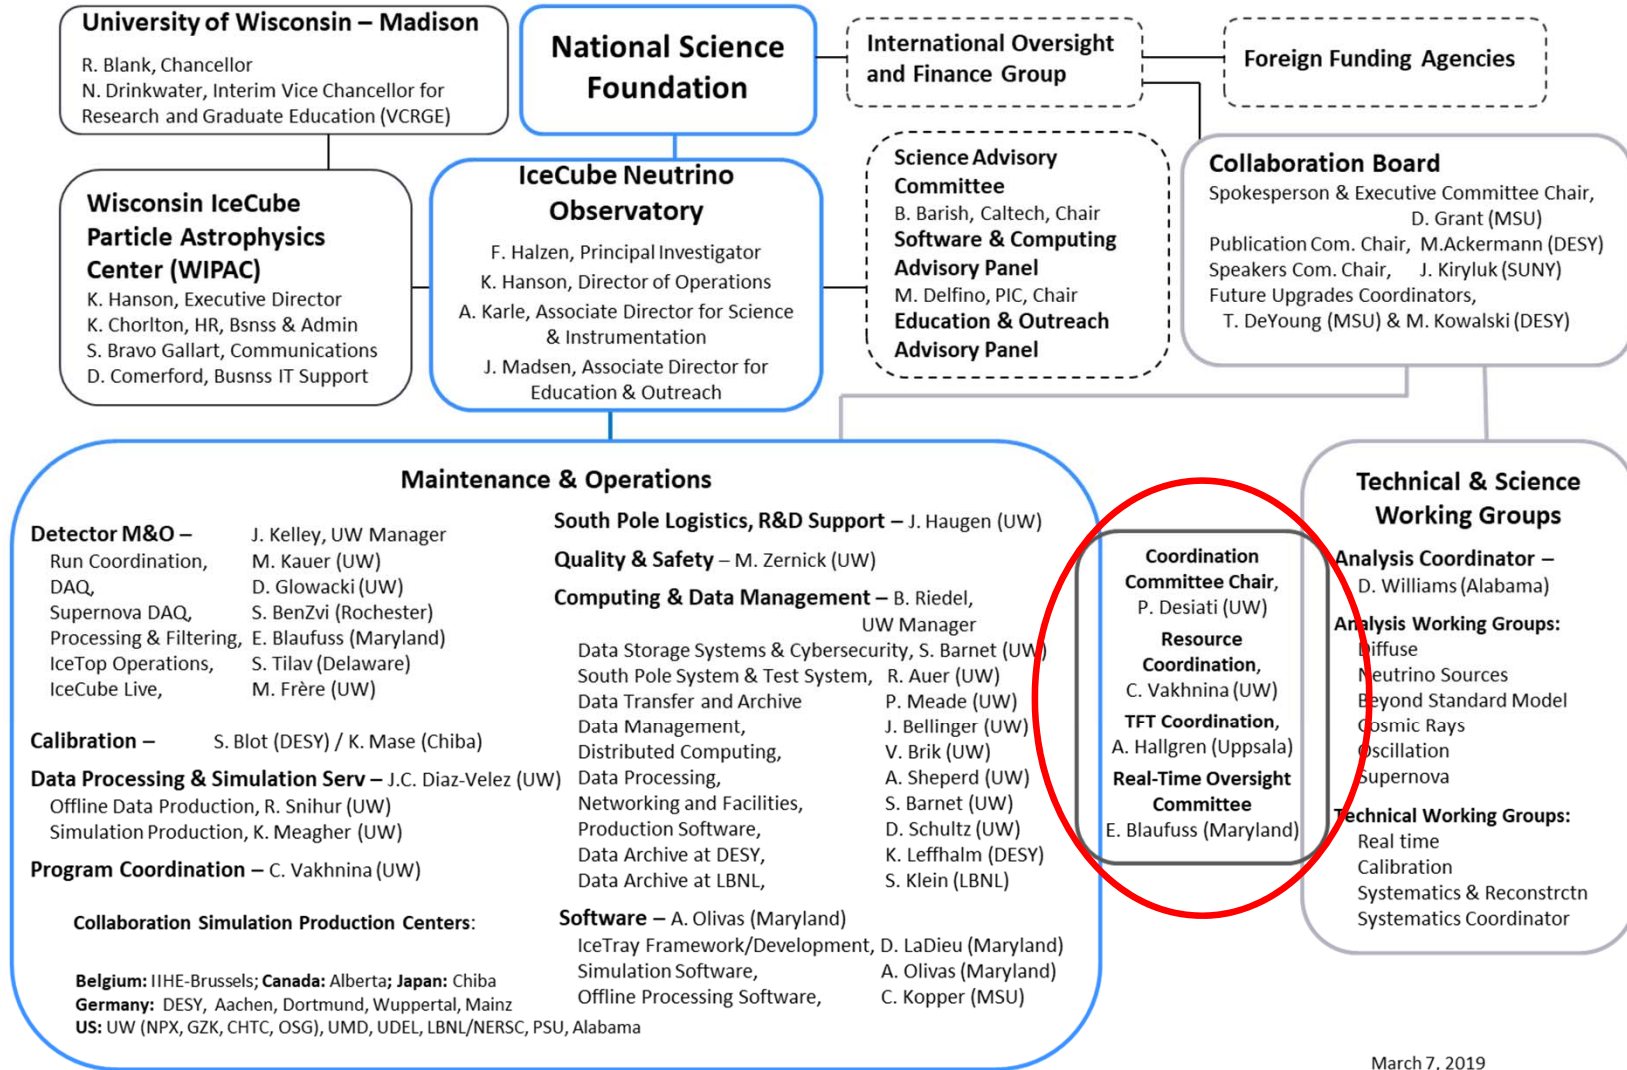 University of Wisconsin – Madison
R. Blank, Chancellor
N. Drinkwater, Interim Vice Chancellor for
Research and Graduate Education (VCRGE)
National Science
Foundation
International Oversight
and Finance Group
Foreign Funding Agencies
Wisconsin IceCube
Particle Astrophysics
Center (WIPAC)
K. Hanson, Executive Director
K. Chorlton, HR, Bsnss & Admin
S. Bravo Gallart, Communications
D. Comerford, Busnss IT Support
IceCube Neutrino
Observatory
F. Halzen, Principal Investigator
K. Hanson, Director of Operations
A. Karle, Associate Director for Science
& Instrumentation
J. Madsen, Associate Director for
Education & Outreach
Science Advisory
Committee
B. Barish, Caltech, Chair
Software & Computing
Advisory Panel
M. Delfino, PIC, Chair
Education & Outreach
Advisory Panel
Collaboration Board
Spokesperson & Executive Committee Chair,
D. Grant (MSU)
Publication Com. Chair, M.Ackermann (DESY)
Speakers Com. Chair, J. Kiryluk (SUNY)
Future Upgrades Coordinators,
T. DeYoung (MSU) & M. Kowalski (DESY)
Maintenance & Operations
Detector M&O – J. Kelley, UW Manager
Run Coordination, M. Kauer (UW)
DAQ, D. Glowacki (UW)
Supernova DAQ, S. BenZvi (Rochester)
Processing & Filtering, E. Blaufuss (Maryland)
IceTop Operations, S. Tilav (Delaware)
IceCube Live, M. Frère (UW)
Calibration – S. Blot (DESY) / K. Mase (Chiba)
Data Processing & Simulation Serv – J.C. Diaz-Velez (UW)
Offline Data Production, R. Snihur (UW)
Simulation Production, K. Meagher (UW)
Program Coordination – C. Vakhnina (UW)
Collaboration Simulation Production Centers:
Belgium: IIHE-Brussels; Canada: Alberta; Japan: Chiba
Germany: DESY, Aachen, Dortmund, Wuppertal, Mainz
US: UW (NPX, GZK, CHTC, OSG), UMD, UDEL, LBNL/NERSC, PSU, Alabama
South Pole Logistics, R&D Support – J. Haugen (UW)
Quality & Safety – M. Zernick (UW)
Computing & Data Management – B. Riedel,
UW Manager
Data Storage Systems & Cybersecurity, S. Barnet (UW)
South Pole System & Test System, R. Auer (UW)
Data Transfer and Archive P. Meade (UW)
Data Management, J. Bellinger (UW)
Distributed Computing, V. Brik (UW)
Data Processing, A. Sheperd (UW)
Networking and Facilities, S. Barnet (UW)
Production Software, D. Schultz (UW)
Data Archive at DESY, K. Leffhalm (DESY)
Data Archive at LBNL, S. Klein (LBNL)
Software – A. Olivas (Maryland)
IceTray Framework/Development, D. LaDieu (Maryland)
Simulation Software, A. Olivas (Maryland)
Offline Processing Software, C. Kopper (MSU)
Coordination
Committee Chair,
P. Desiati (UW)
Resource
Coordination,
C. Vakhnina (UW)
TFT Coordination,
A. Hallgren (Uppsala)
Real-Time Oversight
Committee
E. Blaufuss (Maryland)
Technical & Science
Working Groups
Analysis Coordinator –
D. Williams (Alabama)
Analysis Working Groups:
Diffuse
Neutrino Sources
Beyond Standard Model
Cosmic Rays
Oscillation
Supernova
Technical Working Groups:
Real time
Calibration
Systematics & Reconstrctn
Systematics Coordinator
March 7, 2019